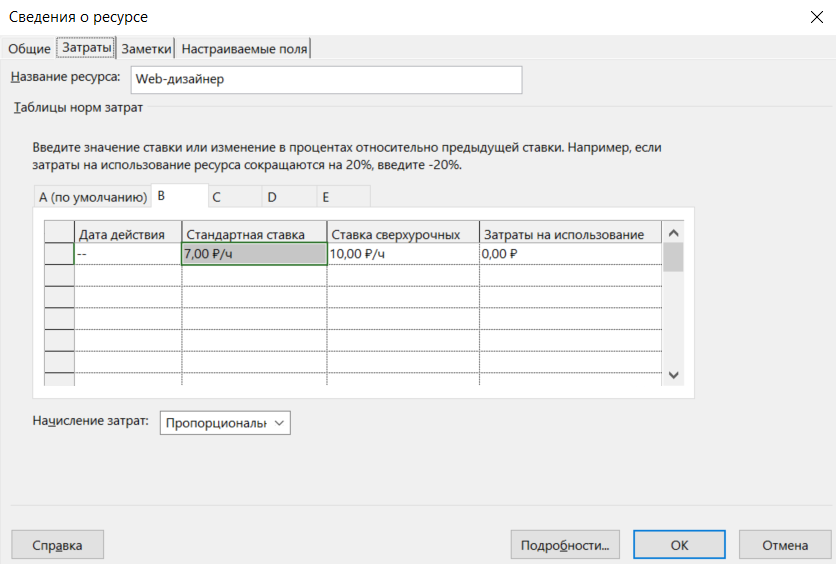 Сведения о ресурсе
Общие Затраты Заметки Настраиваемые поля
Название ресурса: Web-дизайнер
Таблицы норм затрат
Введите значение ставки или изменение в процентах относительно предыдущей ставки. Например, если
затраты на использование ресурса сокращаются на 20%, введите -20%.
A (по умолчанию) B C D E
Дата действия Стандартная ставка Ставка сверхурочных Затраты на использование
-- 7,00 ₽/ч 10,00 ₽/ч 0,00 ₽
Начисление затрат: Пропорциональн
Справка Подробности... ОК Отмена